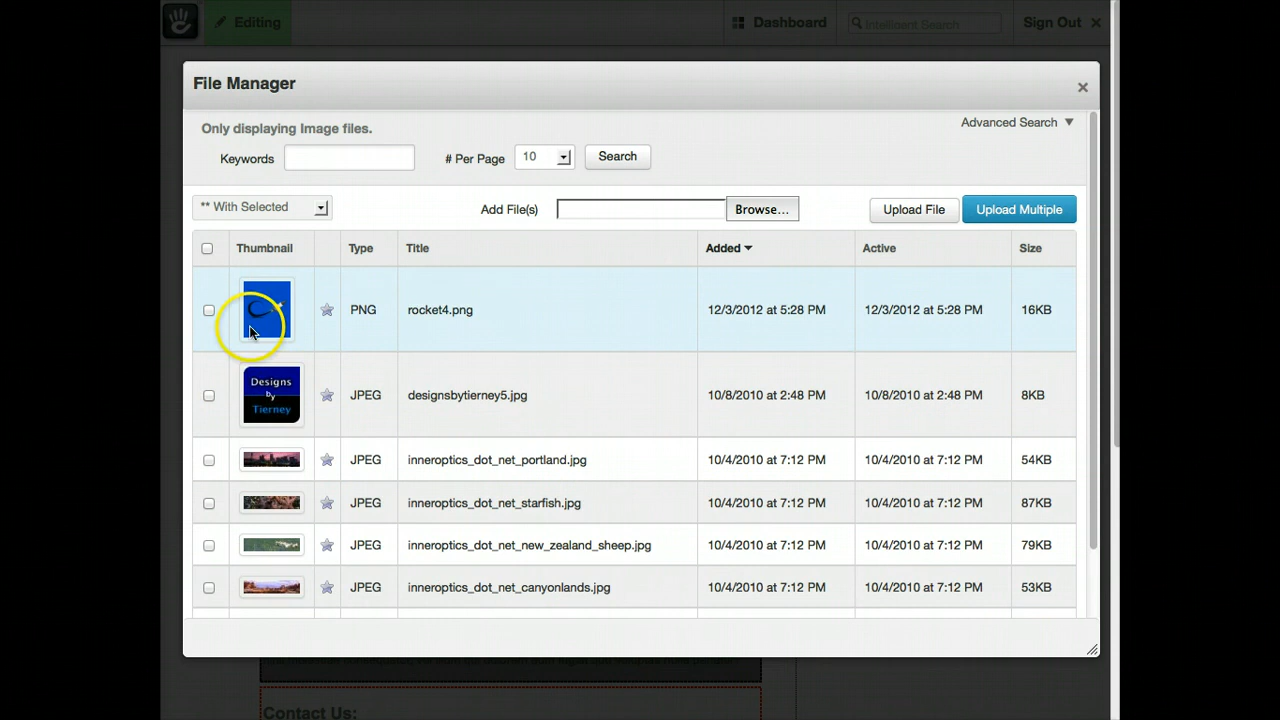 Editing
Dashboard
Intelligent Search
Sign Out ×
File Manager
×
Only displaying Image files.
Advanced Search ▼
Keywords
# Per Page
10
Search
** With Selected
Add File(s)
Browse...
Upload File
Upload Multiple
Thumbnail Type Title Added Active Size
PNG rocket4.png 12/3/2012 at 5:28 PM 12/3/2012 at 5:28 PM 16KB
Designs
by
Tierney
JPEG designsbytierney5.jpg 10/8/2010 at 2:48 PM 10/8/2010 at 2:48 PM 8KB
JPEG inneroptics_dot_net_portland.jpg 10/4/2010 at 7:12 PM 10/4/2010 at 7:12 PM 54KB
JPEG inneroptics_dot_net_starfish.jpg 10/4/2010 at 7:12 PM 10/4/2010 at 7:12 PM 87KB
JPEG inneroptics_dot_net_new_zealand_sheep.jpg 10/4/2010 at 7:12 PM 10/4/2010 at 7:12 PM 79KB
JPEG inneroptics_dot_net_canyonlands.jpg 10/4/2010 at 7:12 PM 10/4/2010 at 7:12 PM 53KB
Contact Us: